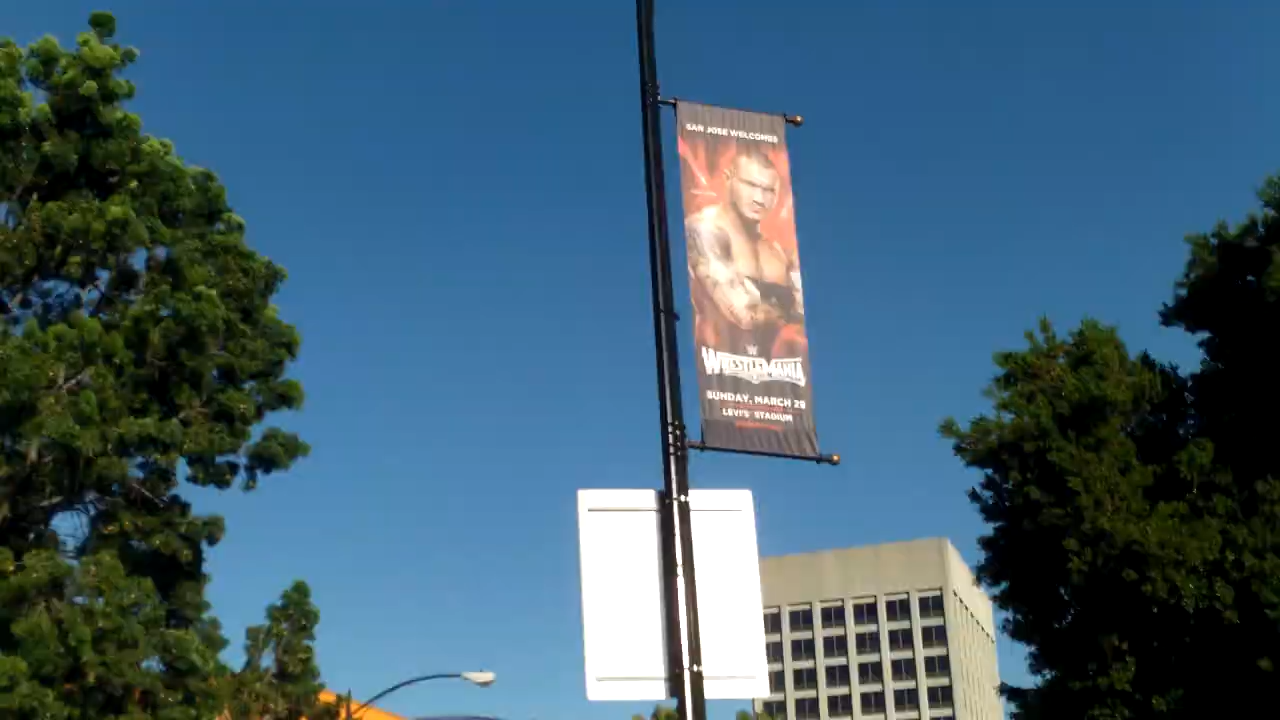 SAN JOSE WELCOMES
W
WRESTLEMANIA
SUNDAY, MARCH 29
LEVI'S STADIUM